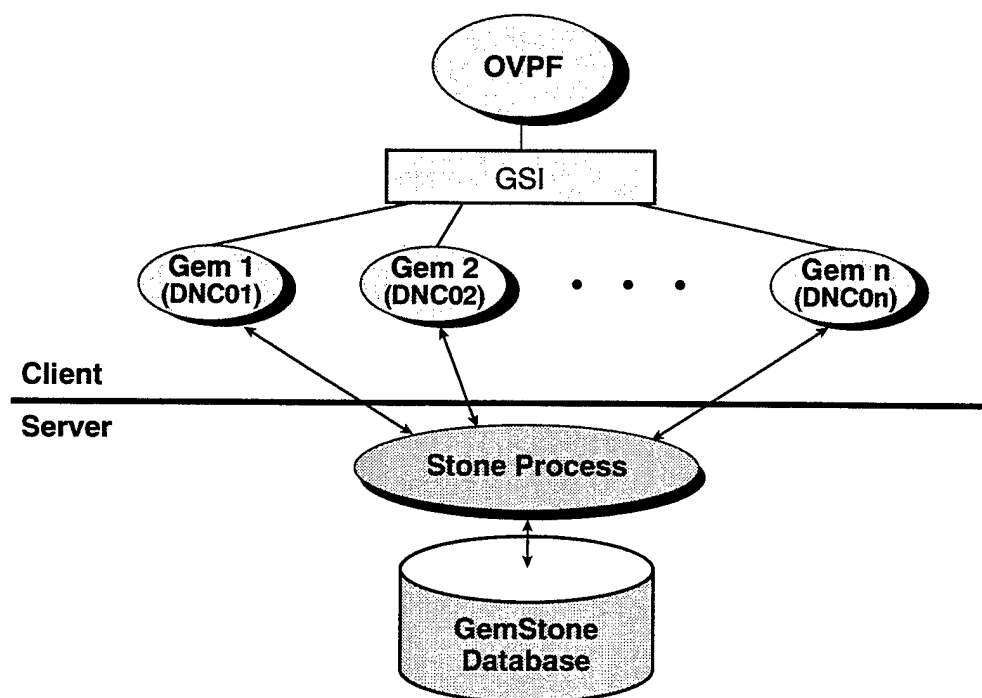 OVPF
GSI
Gem 1
(DNC01)
Gem 2
(DNC02)
• • •
Gem n
(DNC0n)
Client
Server
Stone Process
GemStone
Database